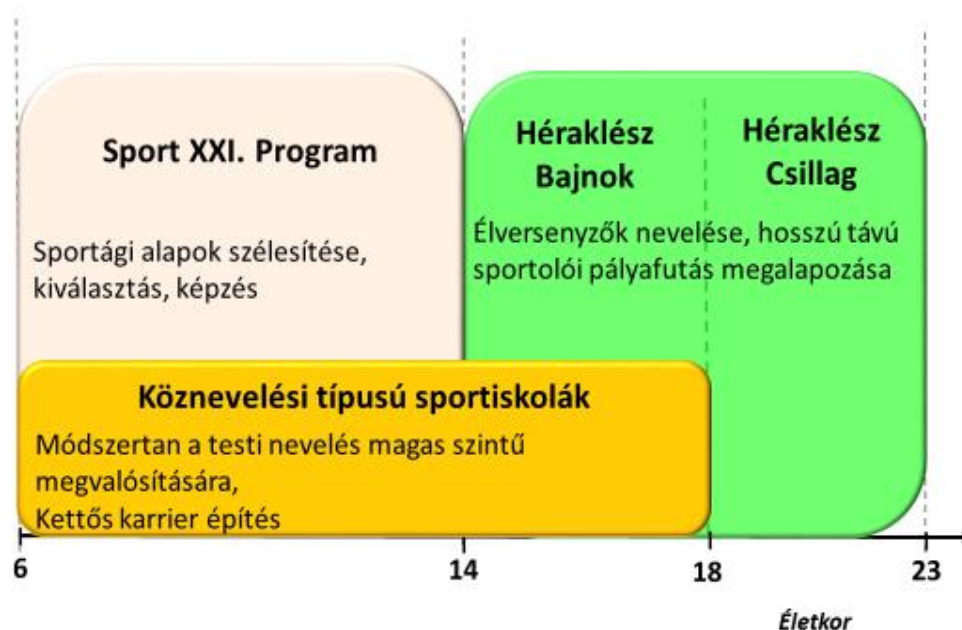 Sport XXI. Program
Sportági alapok szélesítése,
kiválasztás, képzés
Héraklész
Bajnok
Héraklész
Csillag
Élversenyzők nevelése, hosszú távú
sportolói pályafutás megalapozása
Köznevelési típusú sportiskolák
Módszertan a testi nevelés magas szintű
megvalósítására,
Kettős karrier építés
6
14
18
23
Életkor